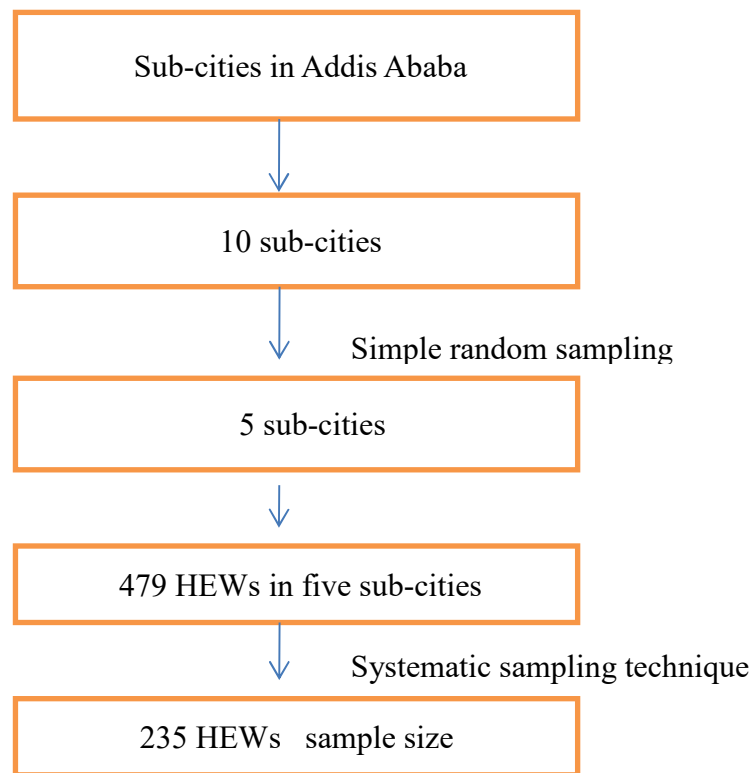 Sub-cities in Addis Ababa
10 sub-cities
Simple random sampling
5 sub-cities
479 HEWs in five sub-cities
Systematic sampling technique
235 HEWs   sample size